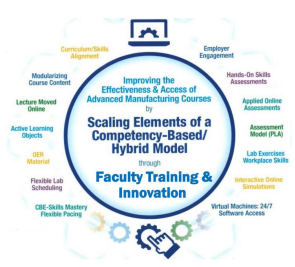 Curriculum/Skills
Alignment
Modularizing
Course Content
Lecture Moved
Online
Active Learning
Objects
OER
Material
Flexible Lab
Scheduling
CBE-Skills Mastery
Flexible Pacing
Improving the
Effectiveness & Access of
Advanced Manufacturing Courses
by
Scaling Elements of a
Competency-Based/
Hybrid Model
through
Faculty Training &
Innovation
Employer
Engagement
Hands-On Skills
Assessments
Applied Online
Assessments
Assessment
Model (PLA)
Lab Exercises
Workplace Skills
Interactive Online
Simulations
Virtual Machines: 24/7
Software Access